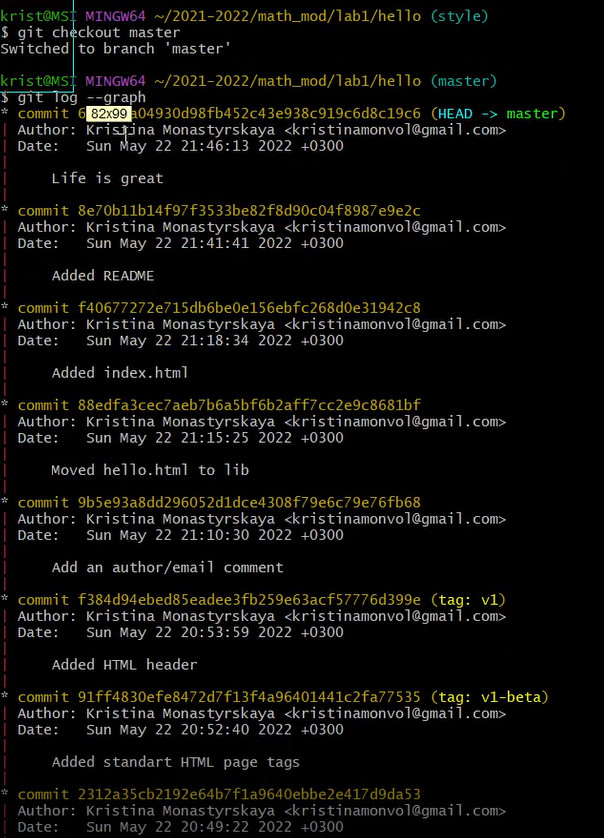 krist@MSI MINGW64 ~/2021-2022/math_mod/lab1/hello (style)
$ git checkout master
Switched to branch 'master'
krist@MSI MINGW64 ~/2021-2022/math_mod/lab1/hello (master)
$ git log --graph
* commit 6 82x99 a04930d98fb452c43e938c919c6d8c19c6 (HEAD -> master)
| Author: Kristina Monastyrskaya <kristinamonvol@gmail.com>
| Date: Sun May 22 21:46:13 2022 +0300
|
| Life is great
|
* commit 8e70b11b14f97f3533be82f8d90c04f8987e9e2c
| Author: Kristina Monastyrskaya <kristinamonvol@gmail.com>
| Date: Sun May 22 21:41:41 2022 +0300
|
| Added README
|
* commit f40677272e715db6be0e156ebfc268d0e31942c8
| Author: Kristina Monastyrskaya <kristinamonvol@gmail.com>
| Date: Sun May 22 21:18:34 2022 +0300
|
| Added index.html
|
* commit 88edfa3cec7aeb7b6a5bf6b2aff7cc2e9c8681bf
| Author: Kristina Monastyrskaya <kristinamonvol@gmail.com>
| Date: Sun May 22 21:15:25 2022 +0300
|
| Moved hello.html to lib
|
* commit 9b5e93a8dd296052d1dce4308f79e6c79e76fb68
| Author: Kristina Monastyrskaya <kristinamonvol@gmail.com>
| Date: Sun May 22 21:10:30 2022 +0300
|
| Add an author/email comment
|
* commit f384d94ebed85eadee3fb259e63acf57776d399e (tag: v1)
| Author: Kristina Monastyrskaya <kristinamonvol@gmail.com>
| Date: Sun May 22 20:53:59 2022 +0300
|
| Added HTML header
|
* commit 91ff4830efe8472d7f13f4a96401441c2fa77535 (tag: v1-beta)
| Author: Kristina Monastyrskaya <kristinamonvol@gmail.com>
| Date: Sun May 22 20:52:40 2022 +0300
|
| Added standart HTML page tags
|
* commit 2312a35cb2192e64b7f1a9640ebbe2e417d9da53
| Author: Kristina Monastyrskaya <kristinamonvol@gmail.com>
| Date: Sun May 22 20:49:22 2022 +0300